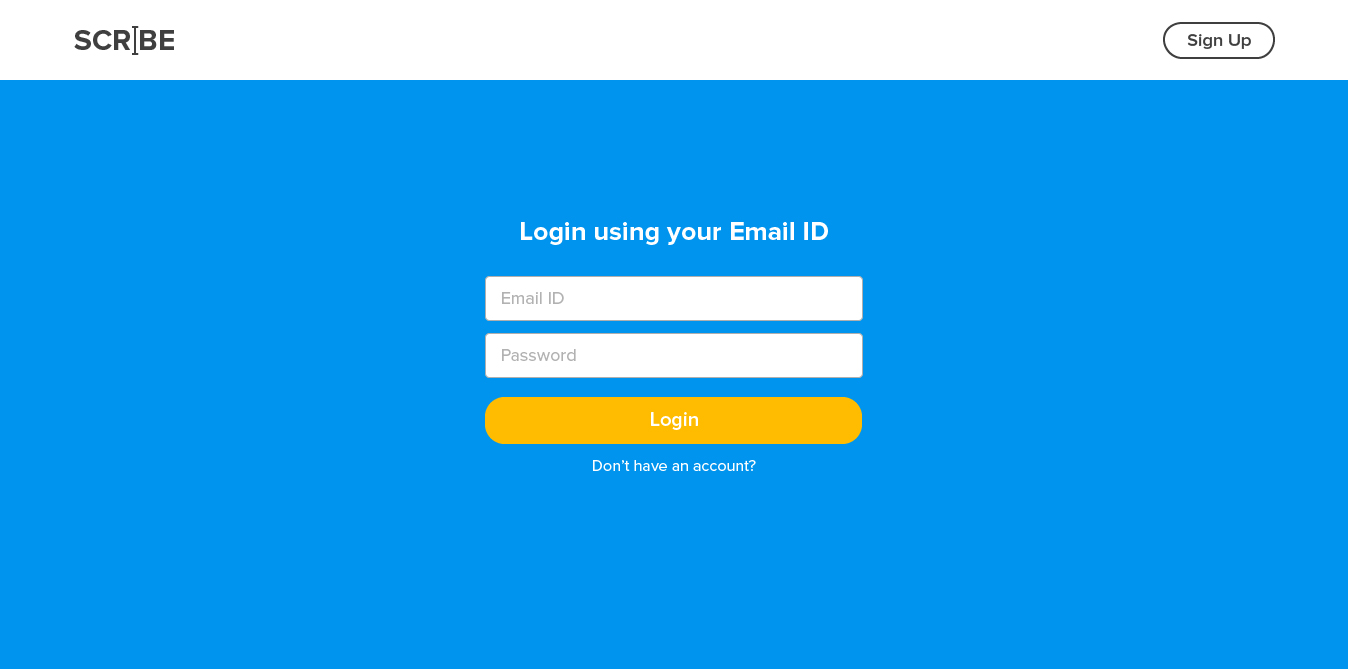 SCRIBE
Sign Up
Login using your Email ID
Email ID
Password
Login
Don't have an account?